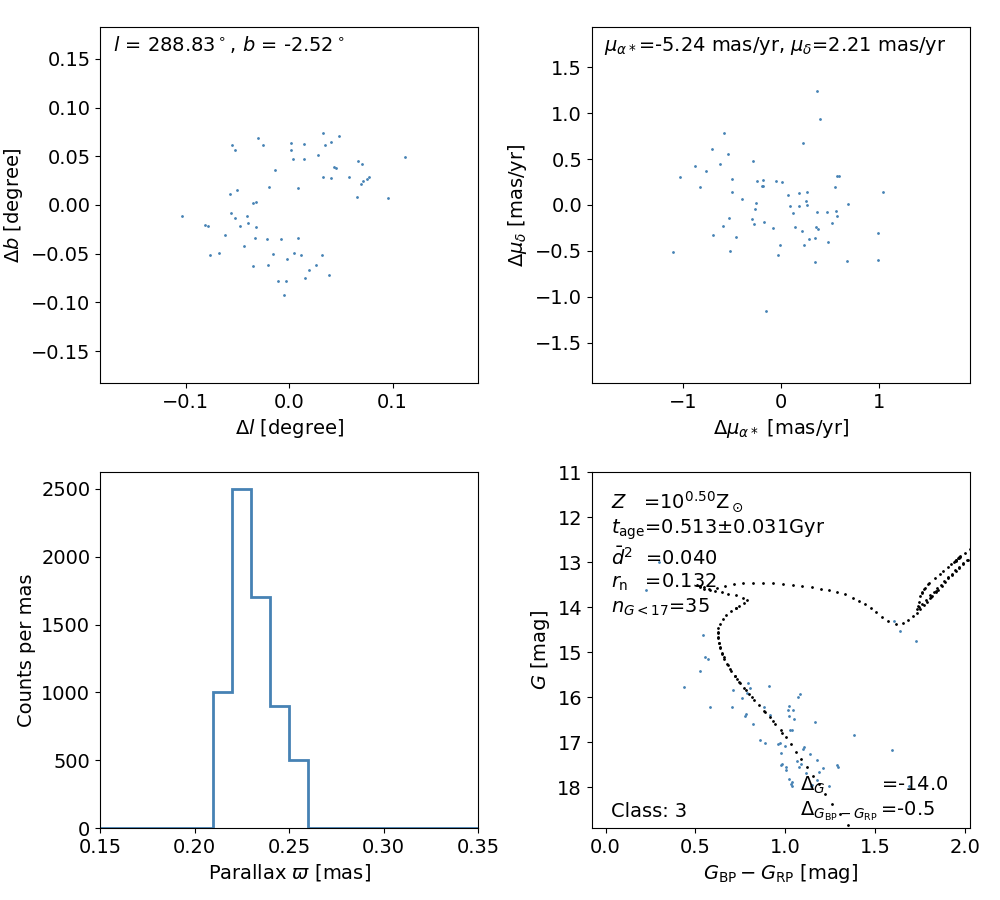 l = 288.83°, b = -2.52°
0.15
0.10
0.05
0.00
−0.05
−0.10
−0.15
Δb [degree]
−0.1
0.0
0.1
Δl [degree]
μα*=-5.24 mas/yr, μδ=2.21 mas/yr
1.5
1.0
0.5
0.0
−0.5
−1.0
−1.5
Δμδ [mas/yr]
−1
0
1
Δμα* [mas/yr]
2500
2000
1500
1000
500
0
Counts per mas
0.15
0.20
0.25
0.30
0.35
Parallax ϖ [mas]
11
12
13
14
15
16
17
18
G [mag]
Z =10^0.50 Z⊙
t_age=0.513±0.031Gyr
d̄² =0.040
r_n =0.132
n_G<17=35
Δ_G =-14.0
Class: 3
Δ_G_BP−G_RP =-0.5
0.0
0.5
1.0
1.5
2.0
G_BP − G_RP [mag]